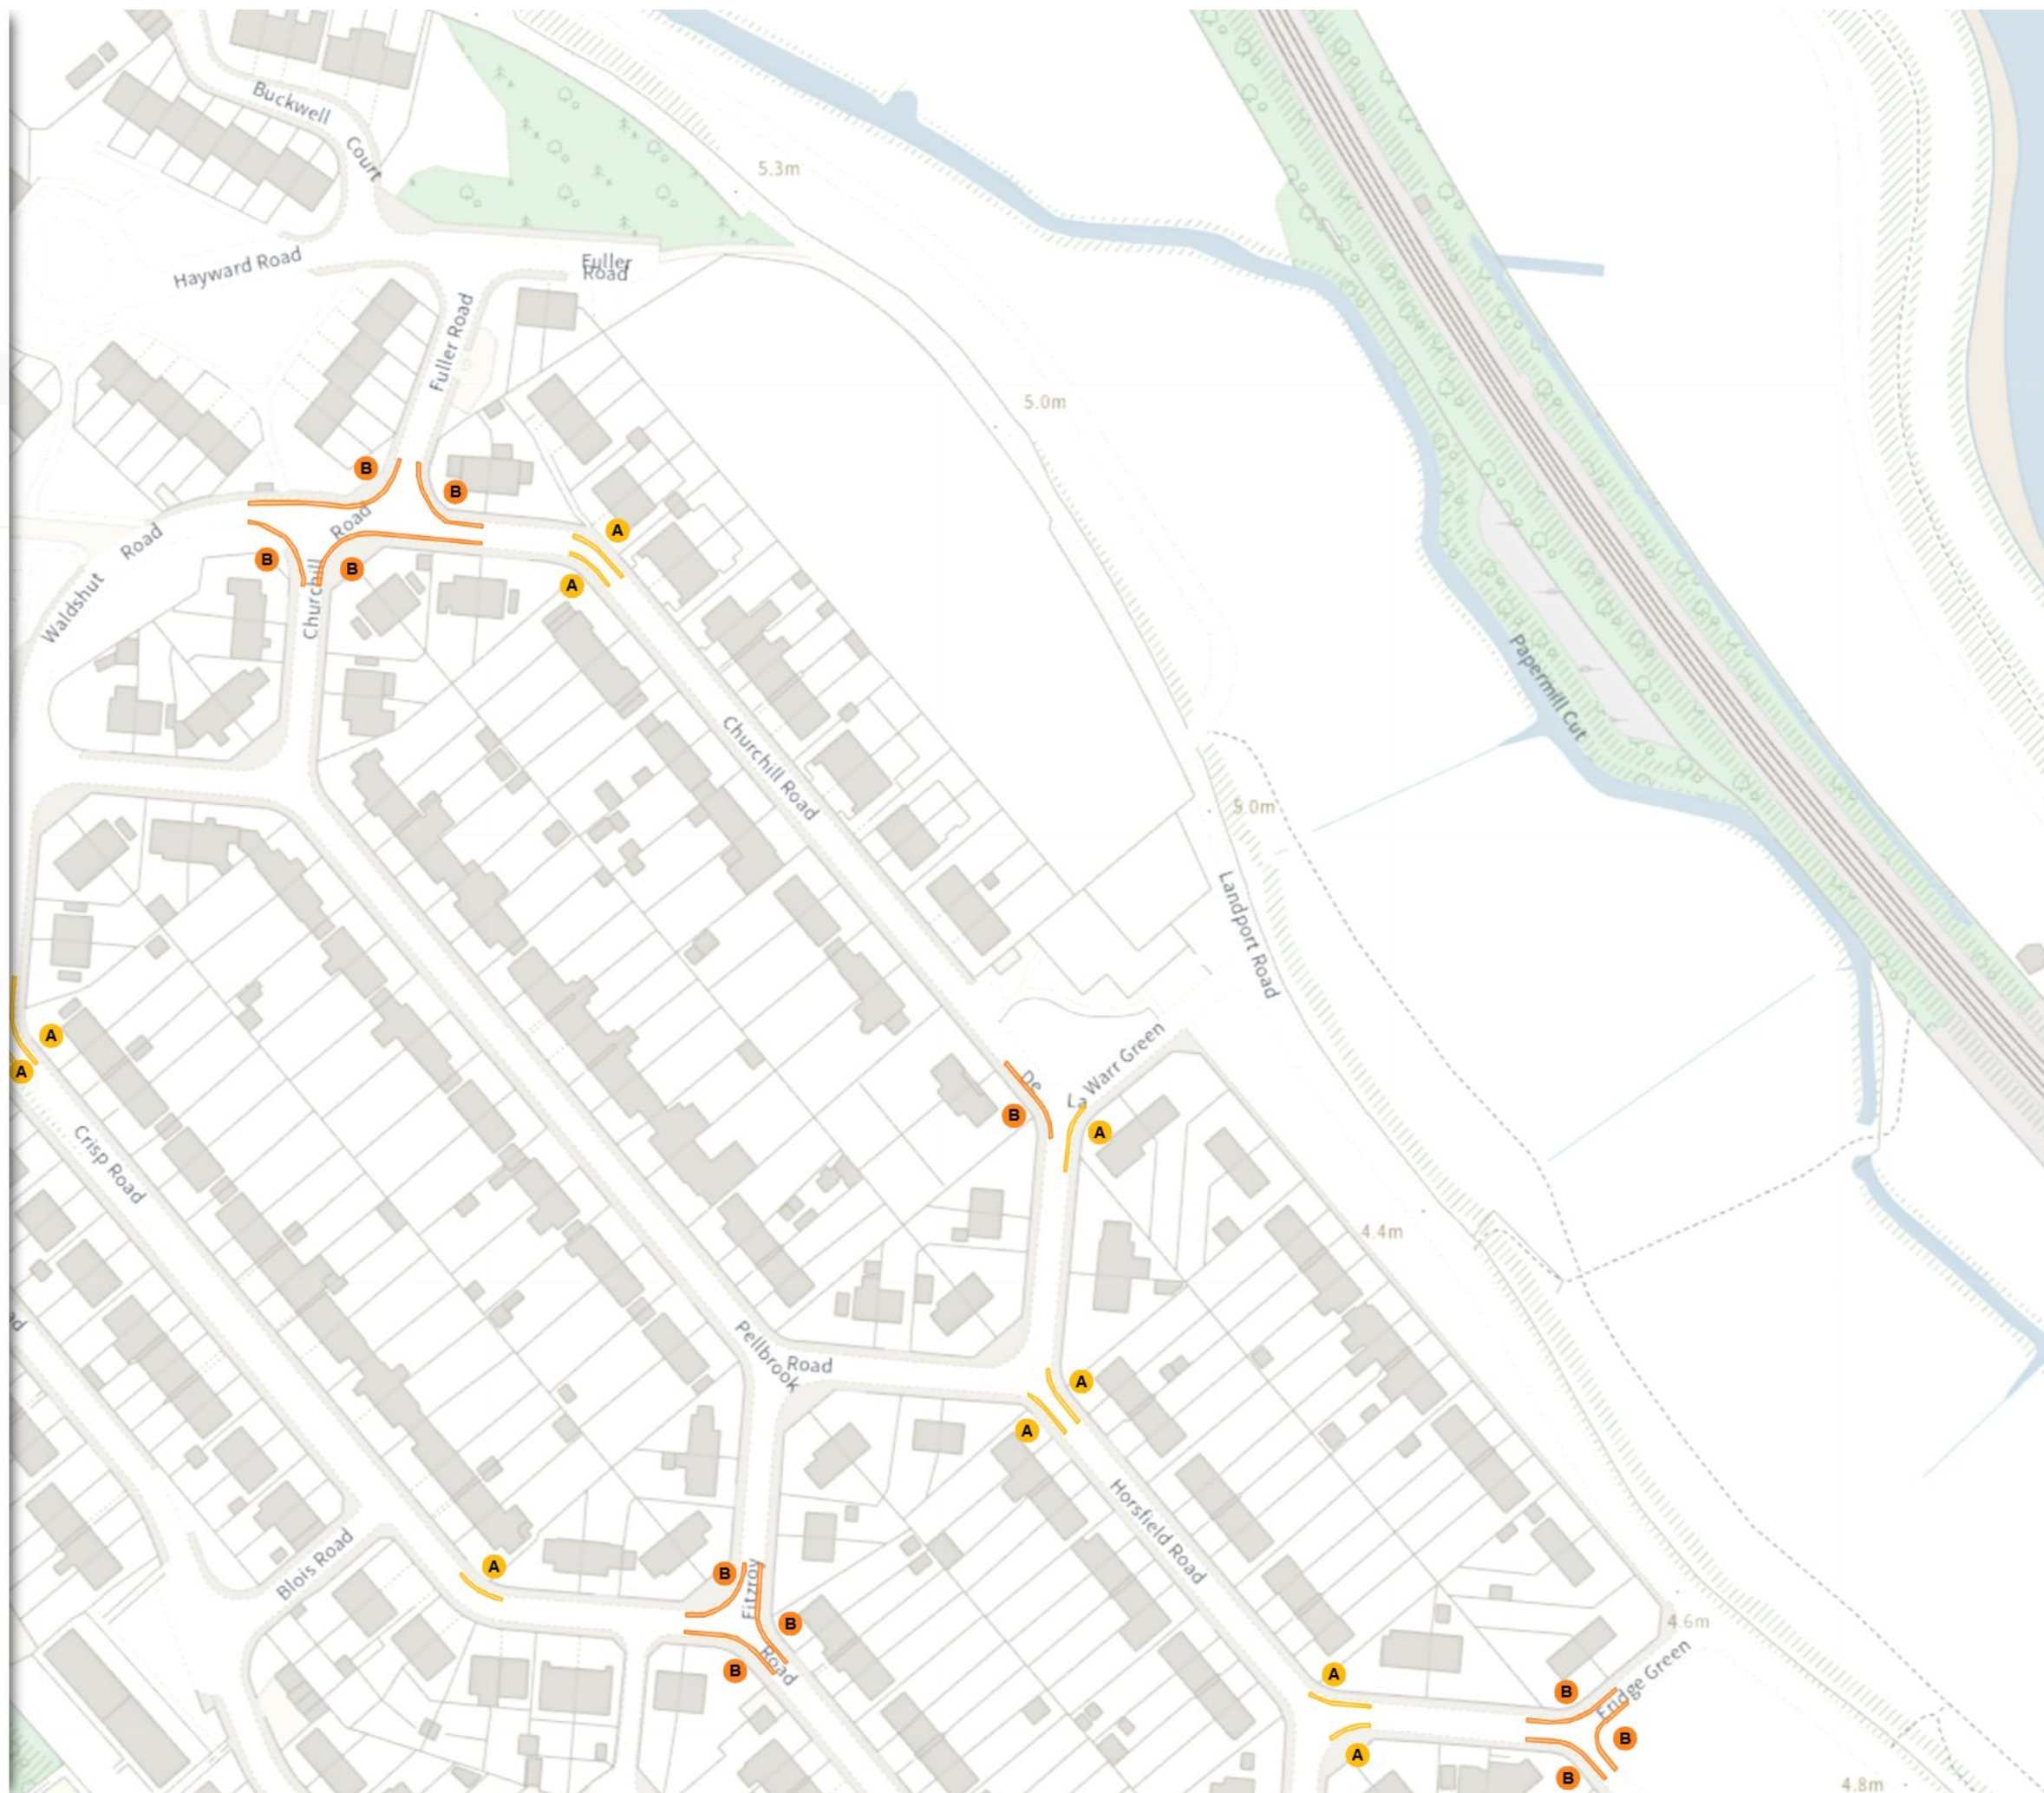 Buckwell
Court
5.3m
Hayward Road
Fuller
Road
Fuller Road
5.0m
B
B
Road
A
Waldshut Road
B
B
A
Churchill
Papermill Cut
Churchill Road
5.0m
Landport Road
A
A
De
La Warr Green
B
A
Crisp Road
4.4m
Pellbrook
Road
A
A
Horsfield Road
Blois Road
A
B
Fitzroy
Road
B
B
4.6m
A
B
Eridge Green
B
A
B
4.8m